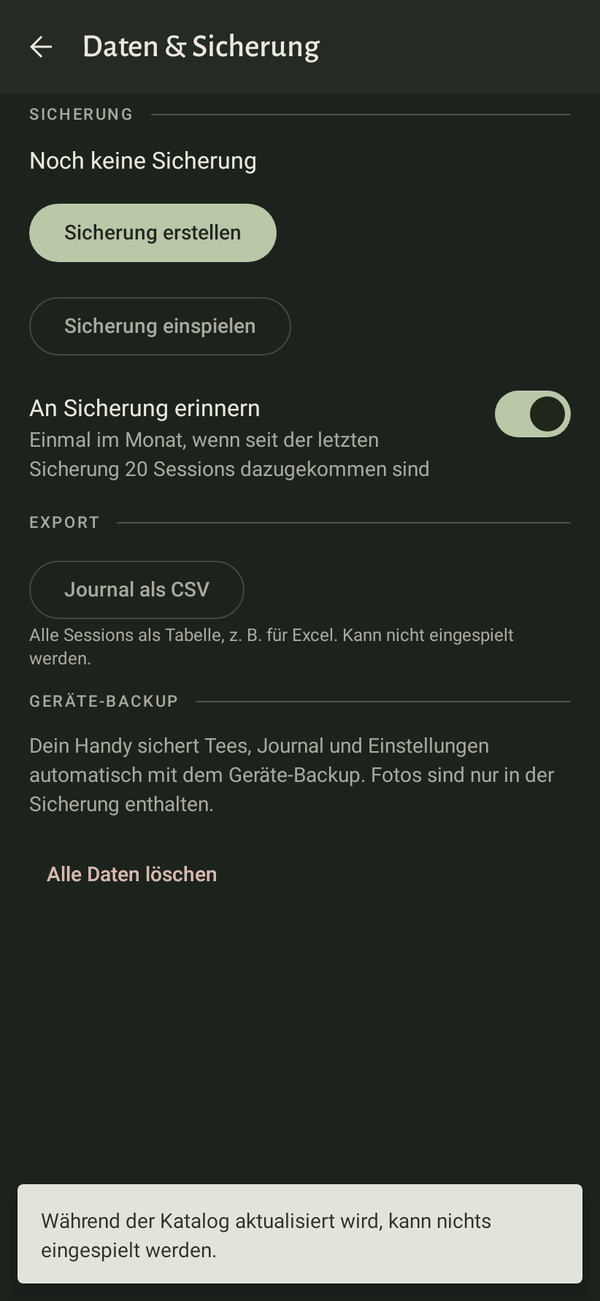 Daten & Sicherung
SICHERUNG
Noch keine Sicherung
Sicherung erstellen
Sicherung einspielen
An Sicherung erinnern
Einmal im Monat, wenn seit der letzten
Sicherung 20 Sessions dazugekommen sind
EXPORT
Journal als CSV
Alle Sessions als Tabelle, z. B. für Excel. Kann nicht eingespielt
werden.
GERÄTE-BACKUP
Dein Handy sichert Tees, Journal und Einstellungen
automatisch mit dem Geräte-Backup. Fotos sind nur in der
Sicherung enthalten.
Alle Daten löschen
Während der Katalog aktualisiert wird, kann nichts
eingespielt werden.